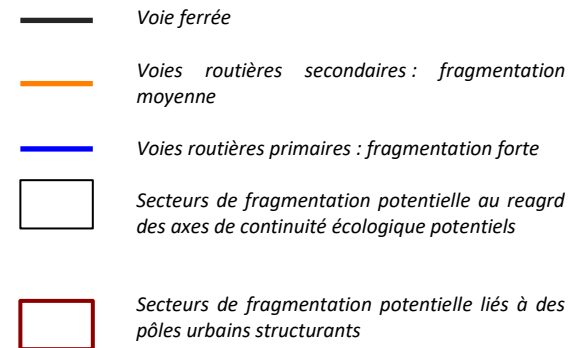 Voie ferrée
Voies routières secondaires : fragmentation
moyenne
Voies routières primaires : fragmentation forte
Secteurs de fragmentation potentielle au reagrd
des axes de continuité écologique potentiels
Secteurs de fragmentation potentielle liés à des
pôles urbains structurants